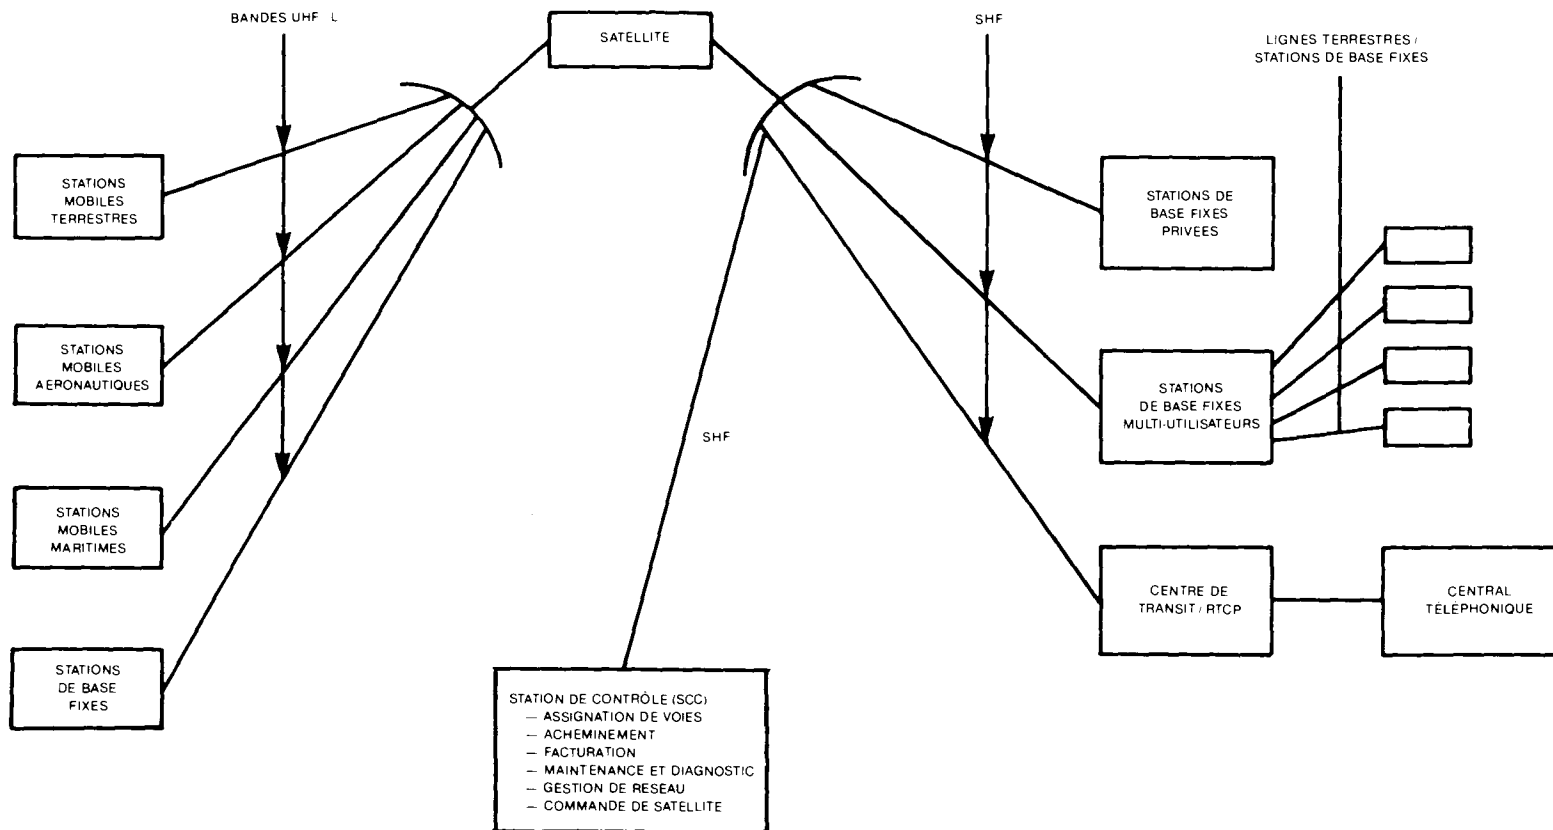 BANDES UHF L
SATELLITE
SHF
LIGNES TERRESTRES /
STATIONS DE BASE FIXES
STATIONS
MOBILES
TERRESTRES
STATIONS DE
BASE FIXES
PRIVEES
STATIONS
MOBILES
AERONAUTIQUES
STATIONS
DE BASE FIXES
MULTI-UTILISATEURS
SHF
STATIONS
MOBILES
MARITIMES
CENTRE DE
TRANSIT / RTCP
CENTRAL
TÉLÉPHONIQUE
STATIONS
DE BASE
FIXES
STATION DE CONTRÔLE (SCC)
— ASSIGNATION DE VOIES
— ACHEMINEMENT
— FACTURATION
— MAINTENANCE ET DIAGNOSTIC
— GESTION DE RESEAU
— COMMANDE DE SATELLITE